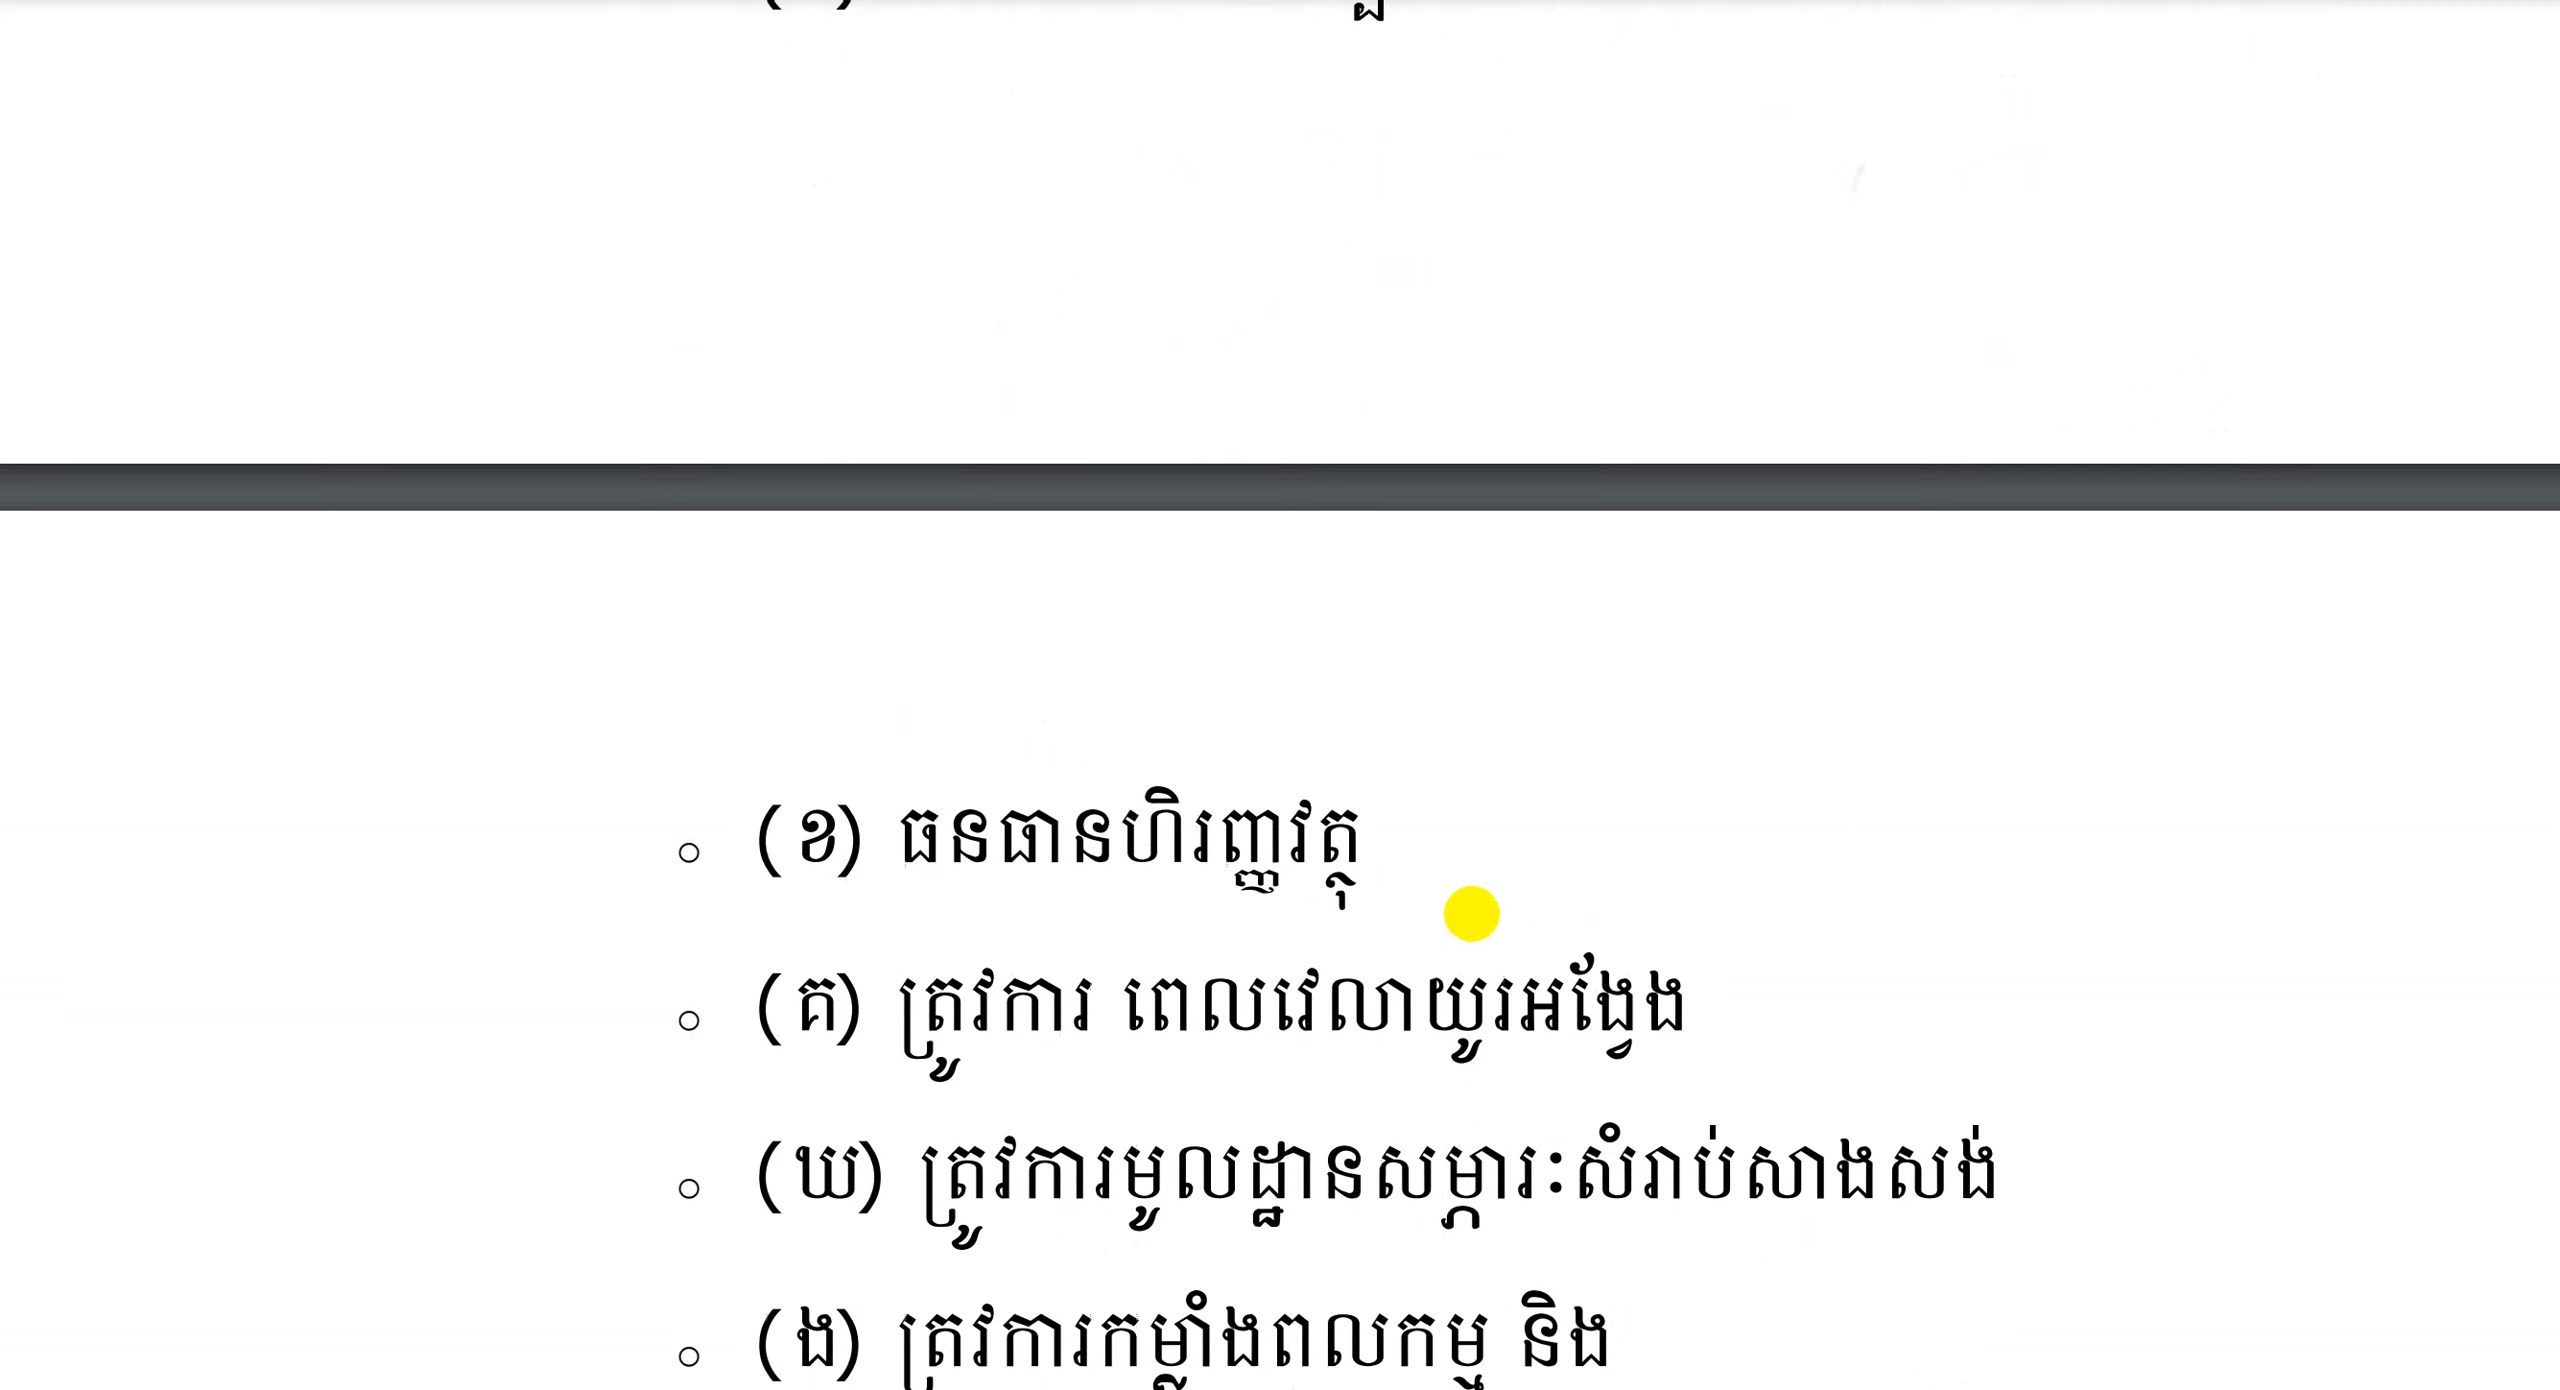 ○ (ខ) ធនធានហិរញ្ញវត្ថុ
○ (គ) ត្រូវការ ពេលវេលាយូរអង្វែង
○ (ឃ) ត្រូវការមូលដ្ឋានសម្ភារៈសំរាប់សាងសង់
○ (ង) ត្រូវការកម្លាំងពលកម្ម និង